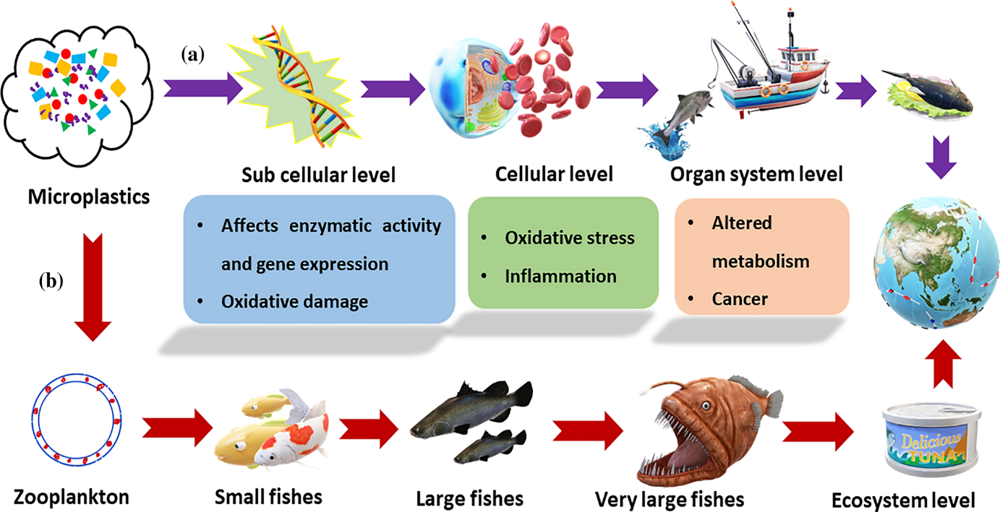 (a)
Sub cellular level
Cellular level
Organ system level
Microplastics
• Affects enzymatic activity
and gene expression
• Oxidative damage
• Oxidative stress
• Inflammation
• Altered
metabolism
• Cancer
(b)
Delicious
TUNA
Zooplankton
Small fishes
Large fishes
Very large fishes
Ecosystem level